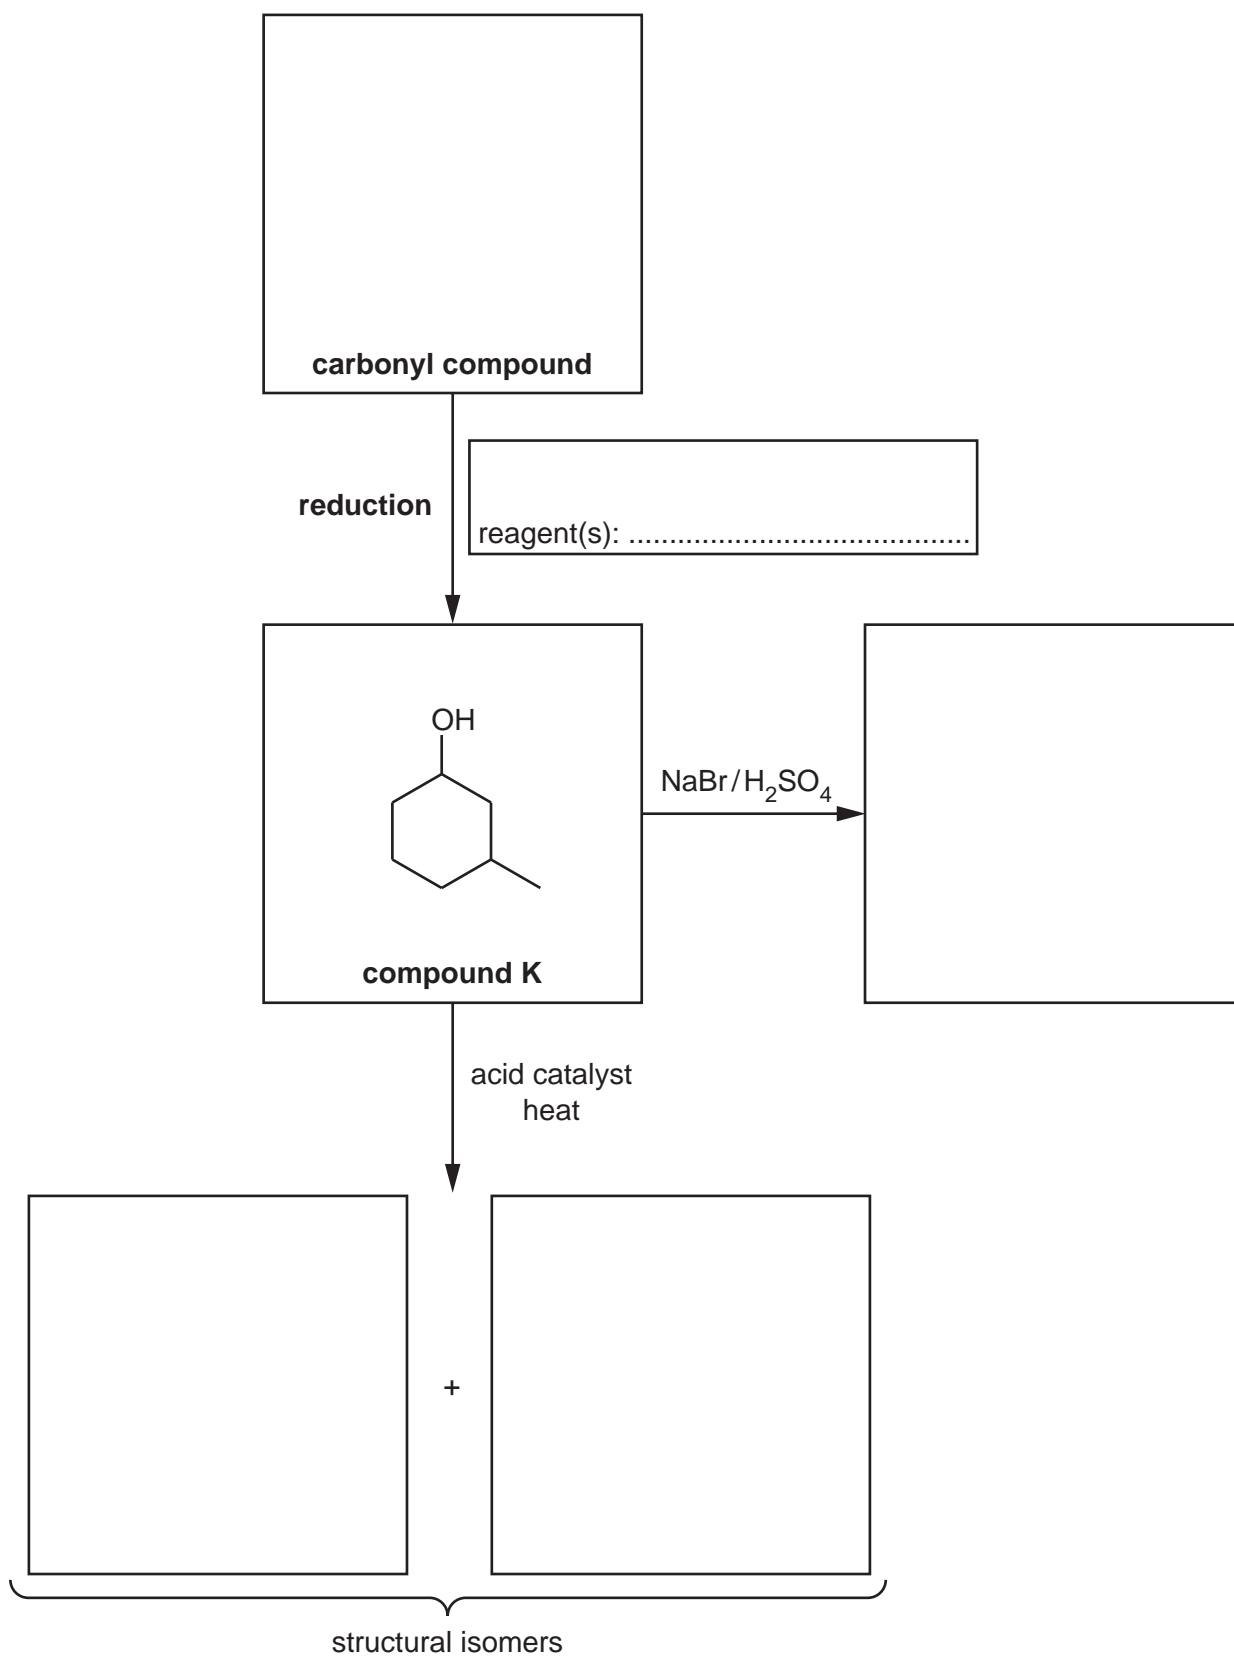 carbonyl compound
reduction
reagent(s): ..........................................
OH
NaBr/H₂SO₄
compound K
acid catalyst
heat
+
structural isomers